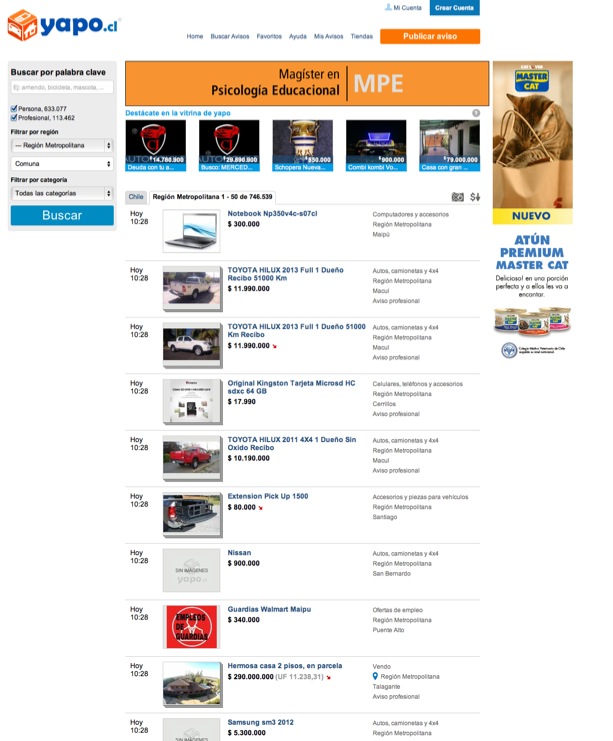 Mi Cuenta
Crear Cuenta
yapo.cl
Home
Buscar Avisos
Favoritos
Ayuda
Mis Avisos
Tiendas
Publicar aviso
Buscar por palabra clave
Ej: arriendo, bicicleta, mascota, ...
Persona, 633.077
Profesional, 113.462
Filtrar por región
--- Región Metropolitana
Comuna
Filtrar por categoría
Todas las categorías
Buscar
Magíster en
Psicología Educacional
MPE
Destácate en la vitrina de yapo
?
$14.780.900
Deuda con tu a...
Busco: MERCED...
$50.000
Schopera Nueva...
$900.000
Combi kombi Vo...
$79.000.000
Casa con gran ...
Chile
Región Metropolitana 1 - 50 de 746.539
Hoy
10:28
Notebook Np350v4c-s07cl
$ 300.000
Computadores y accesorios
Región Metropolitana
Maipú
Hoy
10:28
TOYOTA HILUX 2013 Full 1 Dueño
Recibo 51000 Km
$ 11.990.000
Autos, camionetas y 4x4
Región Metropolitana
Macul
Aviso profesional
Hoy
10:28
TOYOTA HILUX 2013 Full 1 Dueño 51000
Km Recibo
$ 11.990.000
Autos, camionetas y 4x4
Región Metropolitana
Macul
Aviso profesional
Hoy
10:28
Original Kingston Tarjeta Microsd HC
sdxc 64 GB
$ 17.990
Celulares, teléfonos y accesorios
Región Metropolitana
Cerrillos
Aviso profesional
Hoy
10:28
TOYOTA HILUX 2011 4X4 1 Dueño Sin
Oxido Recibo
$ 10.190.000
Autos, camionetas y 4x4
Región Metropolitana
Macul
Aviso profesional
Hoy
10:28
Extension Pick Up 1500
$ 80.000
Accesorios y piezas para vehículos
Región Metropolitana
Santiago
Hoy
10:28
SIN IMÁGENES
yapo.cl
Nissan
$ 900.000
Autos, camionetas y 4x4
Región Metropolitana
San Bernardo
Hoy
10:28
EMPLEOS
DE
GUARDIAS
Guardias Walmart Maipu
$ 340.000
Ofertas de empleo
Región Metropolitana
Puente Alto
Hoy
10:28
Hermosa casa 2 pisos, en parcela
$ 290.000.000 (UF 11.238,31)
Vendo
Región Metropolitana
Talagante
Aviso profesional
Hoy
10:28
SIN IMÁGENES
Samsung sm3 2012
$ 5.300.000
Autos, camionetas y 4x4
Región Metropolitana
MASTER
CAT
NUEVO
ATÚN
PREMIUM
MASTER CAT
Delicioso! en una porción
perfecta y a ellos les va a
encantar.